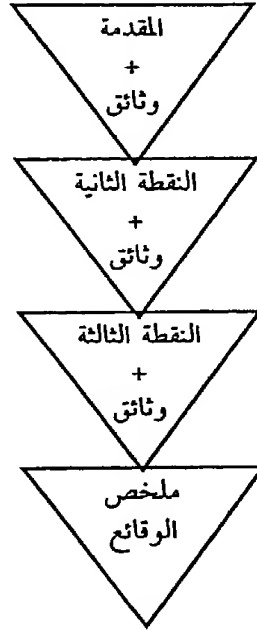 المقدمة
+
وثائق
النقطة الثانية
+
وثائق
النقطة الثالثة
+
وثائق
ملخص
الوقائع